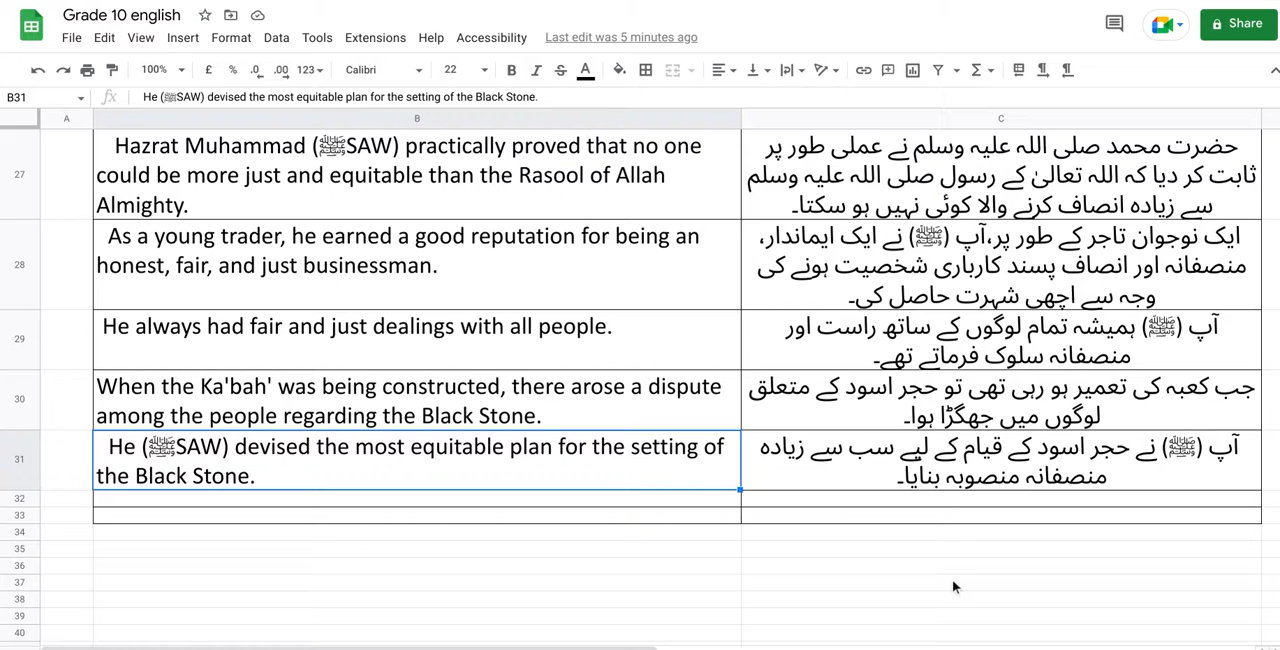 Grade 10 english
File Edit View Insert Format Data Tools Extensions Help Accessibility Last edit was 5 minutes ago
Share
100% £ % .0 .00 123 Calibri 22 B I S A
B31 fx He (ﷺSAW) devised the most equitable plan for the setting of the Black Stone.
A B C
27
Hazrat Muhammad (ﷺSAW) practically proved that no one
could be more just and equitable than the Rasool of Allah
Almighty.
حضرت محمد صلی اللہ علیہ وسلم نے عملی طور پر
ثابت کر دیا کہ اللہ تعالیٰ کے رسول صلی اللہ علیہ وسلم
سے زیادہ انصاف کرنے والا کوئی نہیں ہو سکتا۔
28
As a young trader, he earned a good reputation for being an
honest, fair, and just businessman.
ایک نوجوان تاجر کے طور پر،آپ (ﷺ) نے ایک ایماندار،
منصفانہ اور انصاف پسند کارباری شخصیت ہونے کی
وجہ سے اچھی شہرت حاصل کی۔
29
He always had fair and just dealings with all people.
آپ (ﷺ) ہمیشہ تمام لوگوں کے ساتھ راست اور
منصفانہ سلوک فرماتے تھے۔
30
When the Ka'bah' was being constructed, there arose a dispute
among the people regarding the Black Stone.
جب کعبہ کی تعمیر ہو رہی تھی تو حجر اسود کے متعلق
لوگوں میں جھگڑا ہوا۔
31
He (ﷺSAW) devised the most equitable plan for the setting of
the Black Stone.
آپ (ﷺ) نے حجر اسود کے قیام کے لیے سب سے زیادہ
منصفانہ منصوبہ بنایا۔
32
33
34
35
36
37
38
39
40